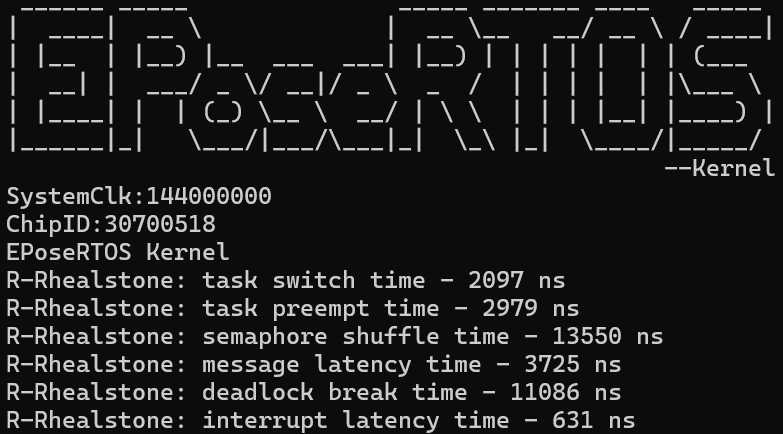 EPoseRTOS
--Kernel
SystemClk:144000000
ChipID:30700518
EPoseRTOS Kernel
R-Rhealstone: task switch time - 2097 ns
R-Rhealstone: task preempt time - 2979 ns
R-Rhealstone: semaphore shuffle time - 13550 ns
R-Rhealstone: message latency time - 3725 ns
R-Rhealstone: deadlock break time - 11086 ns
R-Rhealstone: interrupt latency time - 631 ns